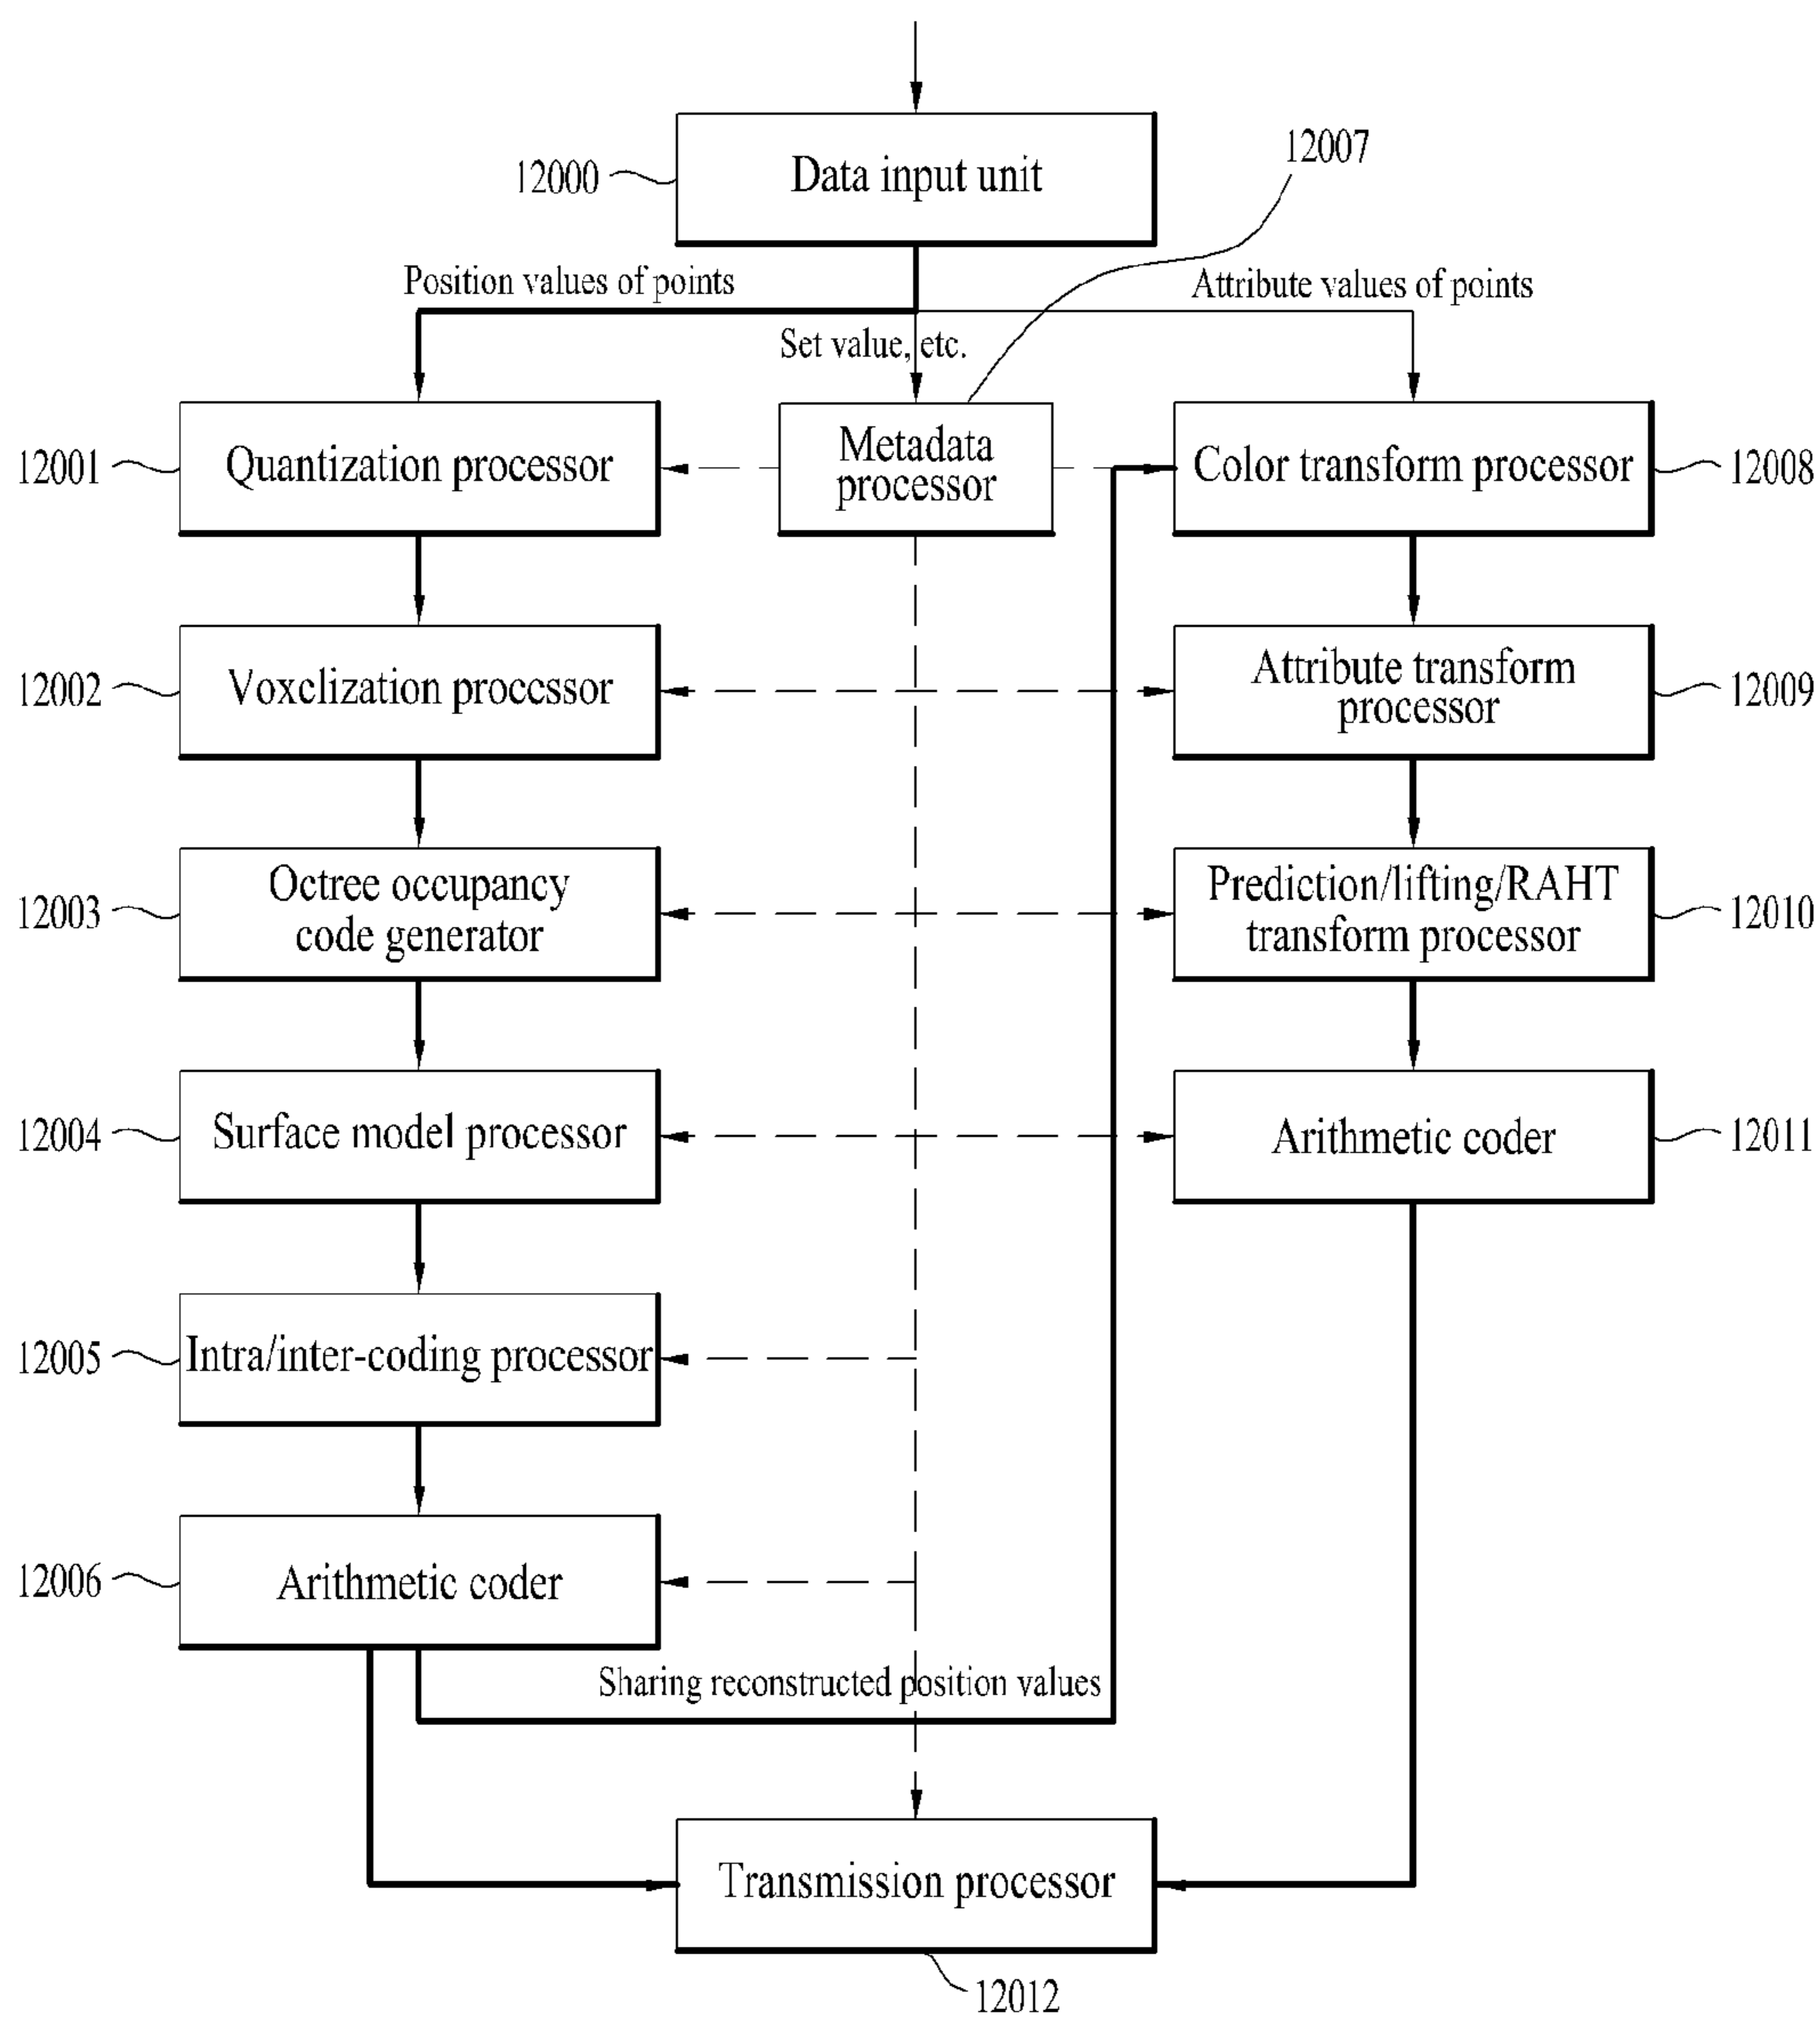 12000
Data input unit
12007
Position values of points
Attribute values of points
Set value, etc.
12001
Quantization processor
Metadata
processor
Color transform processor
12008
12002
Voxclization proccssor
Attribute transform
processor
12009
12003
Octree occupancy
code generator
Prediction/lifting/RAHT
transform processor
12010
12004
Surface model processor
Arithmetic coder
12011
12005
Intra/inter-coding processor
12006
Arithmetic coder
Sharing reconstructed position values
Transmission processor
12012